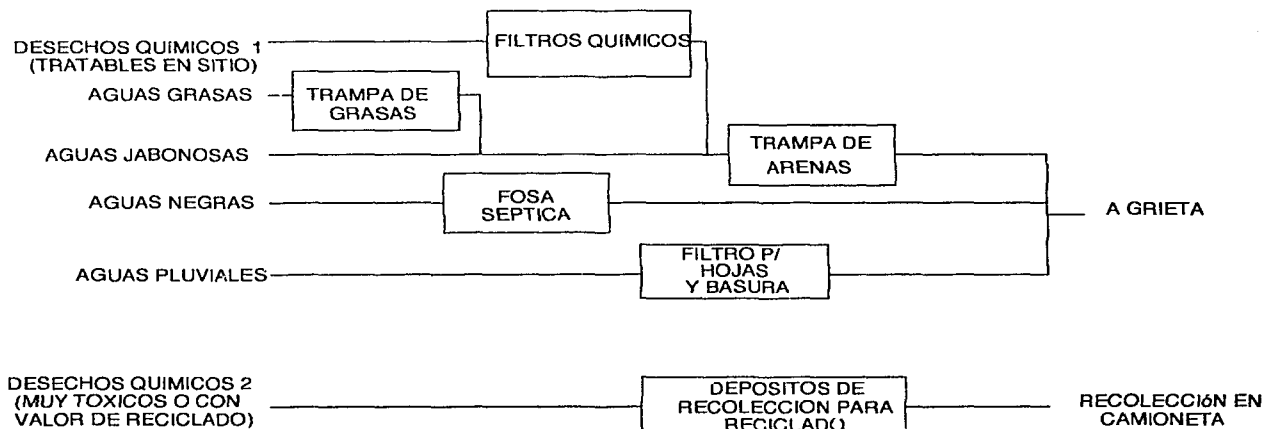 DESECHOS QUIMICOS 1
(TRATABLES EN SITIO)
FILTROS QUIMICOS
AGUAS GRASAS
TRAMPA DE
GRASAS
AGUAS JABONOSAS
TRAMPA DE
ARENAS
AGUAS NEGRAS
FOSA
SEPTICA
A GRIETA
AGUAS PLUVIALES
FILTRO P/
HOJAS
Y BASURA
DESECHOS QUIMICOS 2
(MUY TOXICOS O CON
VALOR DE RECICLADO)
DEPOSITOS DE
RECOLECCION PARA
RECICLADO
RECOLECCIóN EN
CAMIONETA